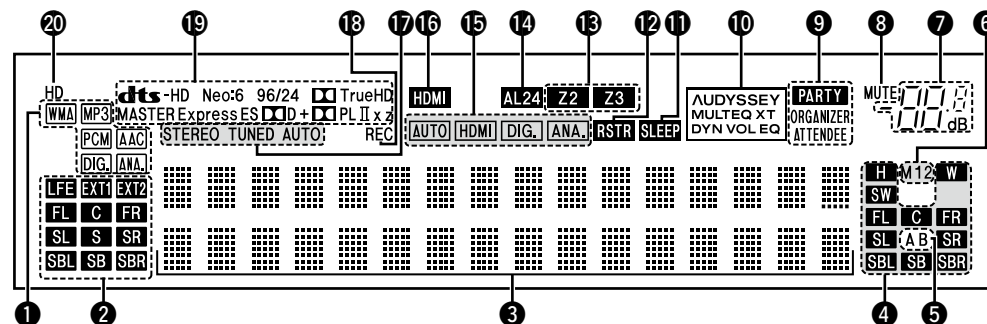 ⑳ ⑲ ⑱ ⑰ ⑯ ⑮ ⑭ ⑬ ⑫ ⑪ ⑩ ⑨ ⑧ ⑦ ⑥
HD
WMA MP3
PCM AAC
DIG. ANA.
dts -HD Neo:6 96/24 TrueHD
MASTER Express ES D + PL II x z
STEREO TUNED AUTO
REC
HDMI
AL24
Z2 Z3
AUTO HDMI DIG. ANA.
RSTR SLEEP
AUDYSSEY
MULTEQ XT
DYN VOL EQ
PARTY
ORGANIZER
ATTENDEE
MUTE
dB
LFE EXT1 EXT2
FL C FR
SL S SR
SBL SB SBR
H M12 W
SW
FL C FR
SL A B SR
SBL SB SBR
① ② ③ ④ ⑤